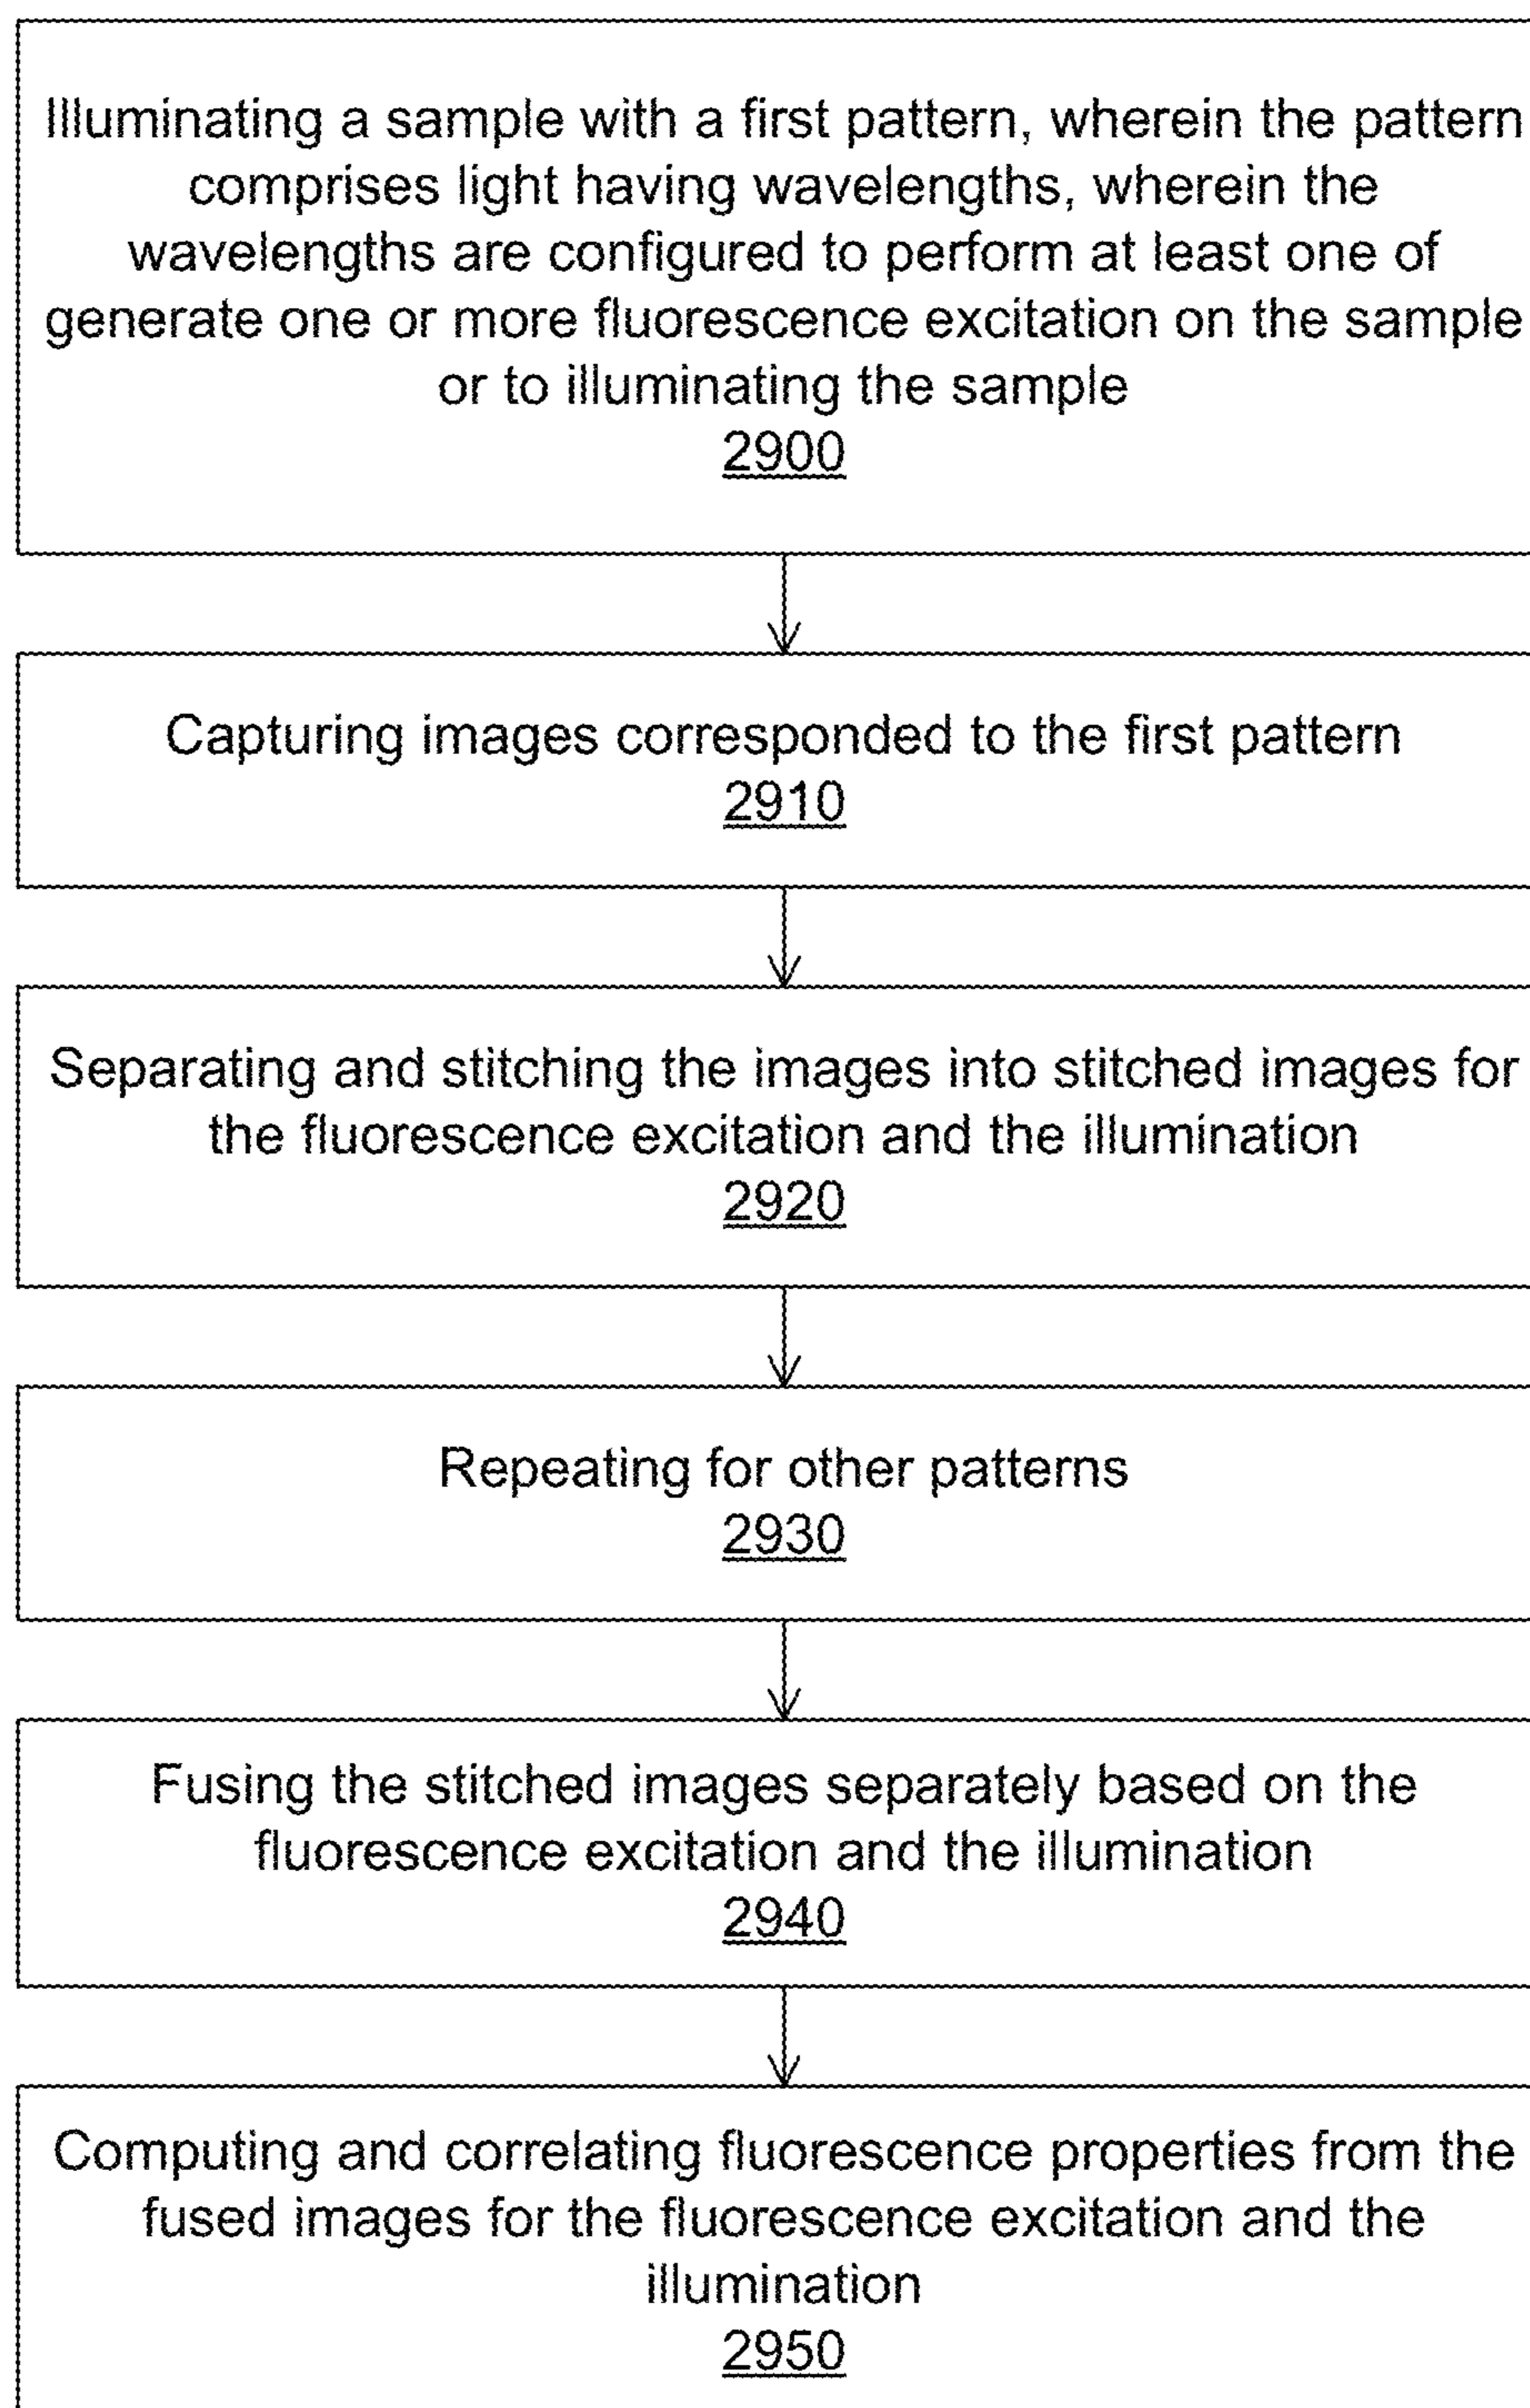 Illuminating a sample with a first pattern, wherein the pattern
comprises light having wavelengths, wherein the
wavelengths are configured to perform at least one of
generate one or more fluorescence excitation on the sample
or to illuminating the sample
2900
Capturing images corresponded to the first pattern
2910
Separating and stitching the images into stitched images for
the fluorescence excitation and the illumination
2920
Repeating for other patterns
2930
Fusing the stitched images separately based on the
fluorescence excitation and the illumination
2940
Computing and correlating fluorescence properties from the
fused images for the fluorescence excitation and the
illumination
2950